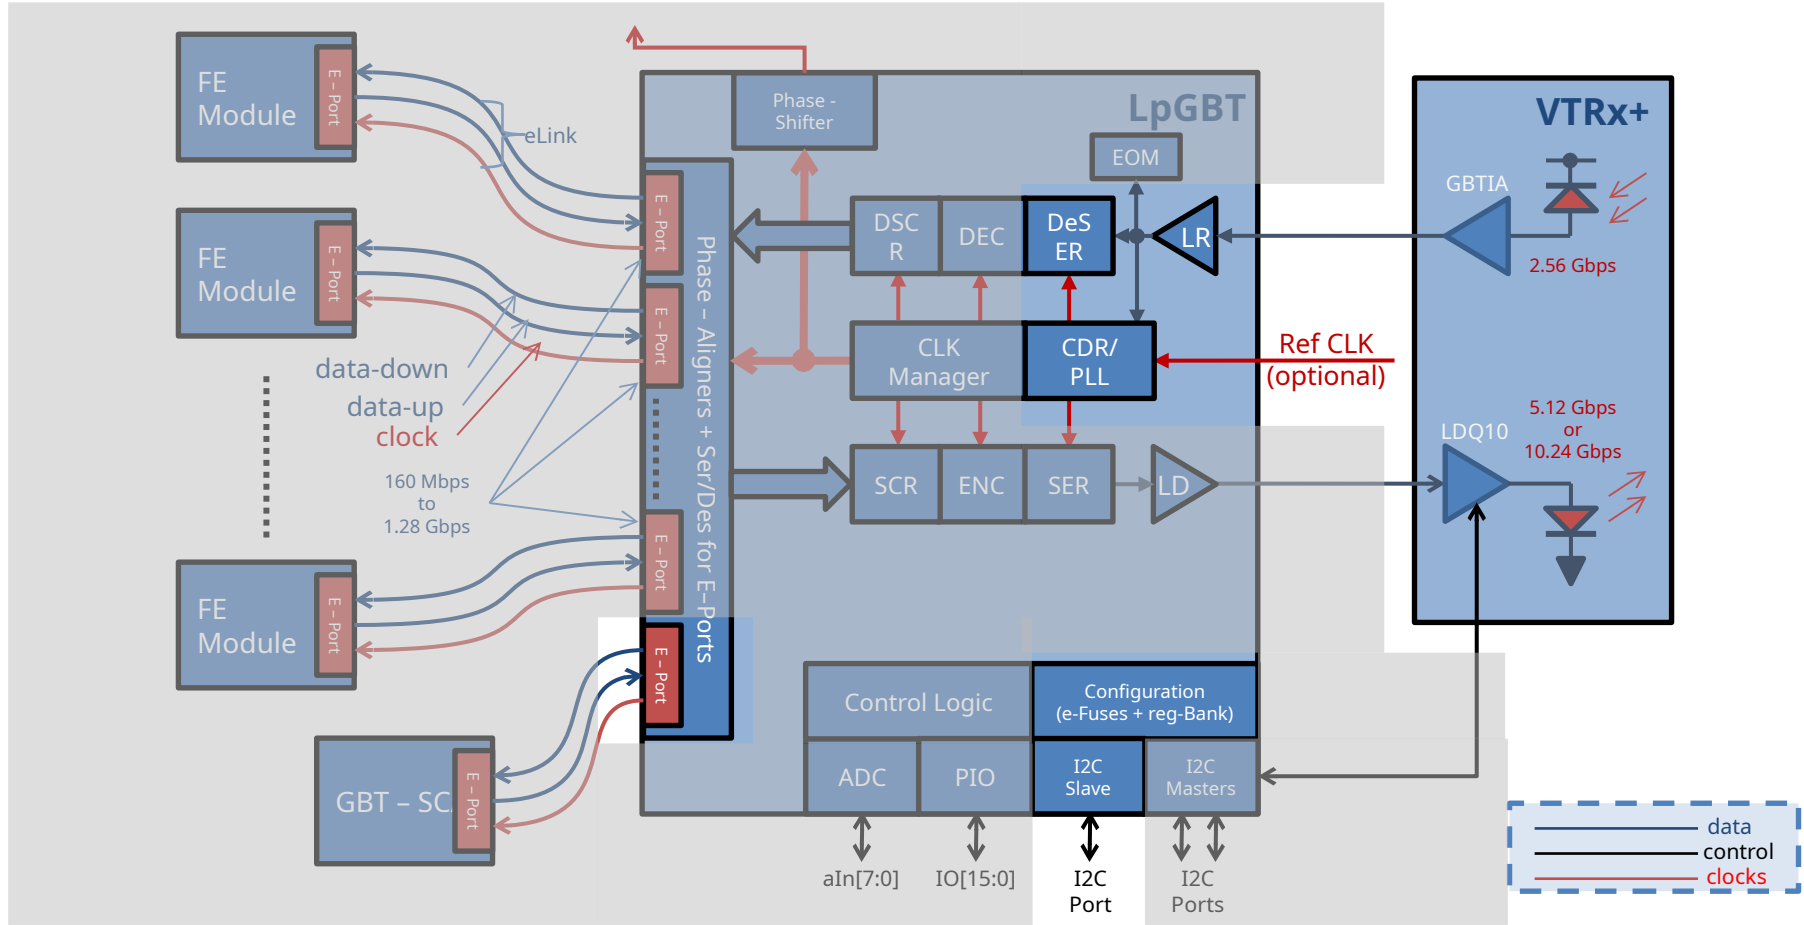 FE
Module
E – Port
eLink
FE
Module
E – Port
data-down
data-up
clock
160 Mbps
to
1.28 Gbps
FE
Module
E – Port
GBT – SC
E – Port
LpGBT
Phase -
Shifter
EOM
E – Port
E – Port
E – Port
E – Port
Phase – Aligners + Ser/Des for E–Ports
DSC
R
DEC
DeS
ER
LR
CLK
Manager
CDR/
PLL
Ref CLK
(optional)
SCR
ENC
SER
LD
Control Logic
Configuration
(e-Fuses + reg-Bank)
ADC
PIO
I2C
Slave
I2C
Masters
aIn[7:0]
IO[15:0]
I2C
Port
I2C
Ports
VTRx+
GBTIA
2.56 Gbps
5.12 Gbps
or
10.24 Gbps
LDQ10
data
control
clocks